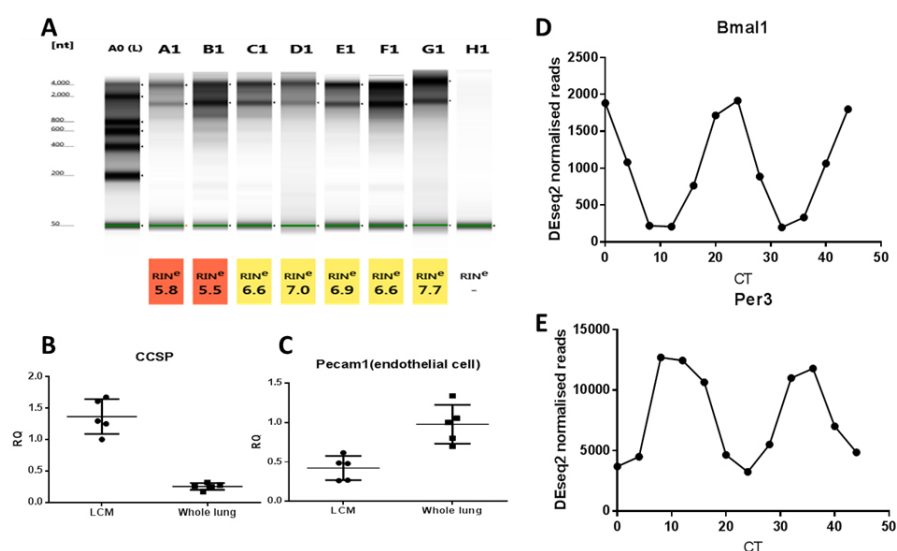 A
[nt] A0 (L) A1 B1 C1 D1 E1 F1 G1 H1
4,000
2,000
800
600
400
200
50
RINe RINe RINe RINe RINe RINe RINe RINe
5.8 5.5 6.6 7.0 6.9 6.6 7.7 -
B
CCSP
RQ
2.0
1.5
1.0
0.5
0.0
LCM Whole lung
C
Pecam1(endothelial cell)
RQ
1.5
1.0
0.5
0.0
LCM Whole lung
D
Bmal1
DEseq2 normalised reads
2500
2000
1500
1000
500
0
0 10 20 30 40 50
CT
E
Per3
DEseq2 normalised reads
15000
10000
5000
0
0 10 20 30 40 50
CT